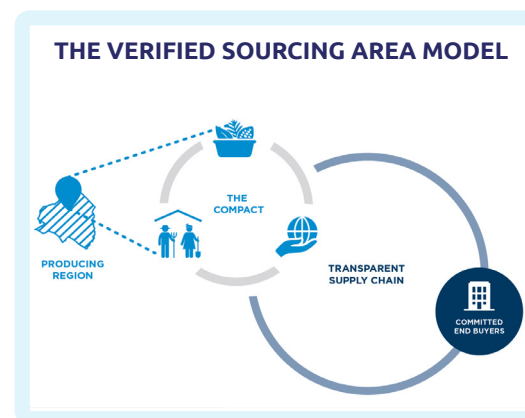 THE VERIFIED SOURCING AREA MODEL
THE
COMPACT
PRODUCING
REGION
TRANSPARENT
SUPPLY CHAIN
COMMITTED
END BUYERS